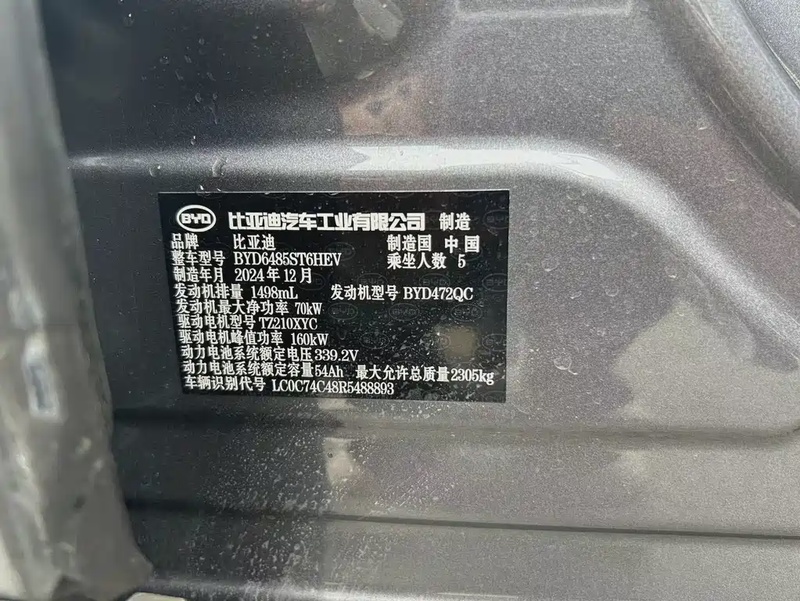 BYD 比亚迪汽车工业有限公司 制造
品牌 比亚迪 制造国 中国
整车型号 BYD6485ST6HEV 乘坐人数 5
制造年月 2024年12月
发动机排量 1498mL 发动机型号 BYD472QC
发动机最大净功率 70kW
驱动电机型号 TZ210XYC
驱动电机峰值功率 160kW
动力电池系统额定电压 339.2V
动力电池系统额定容量 54Ah 最大允许总质量 2305kg
车辆识别代号 LC0C74C48R5488893